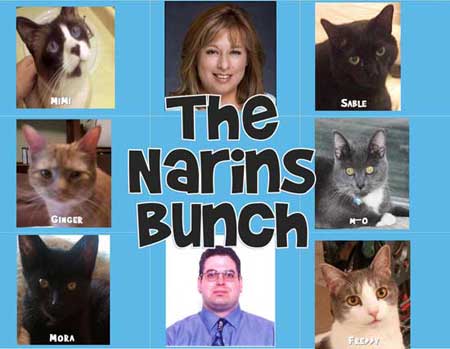 MiMi
Sable
The
Narins
Bunch
Ginger
M-O
Mora
Freddy